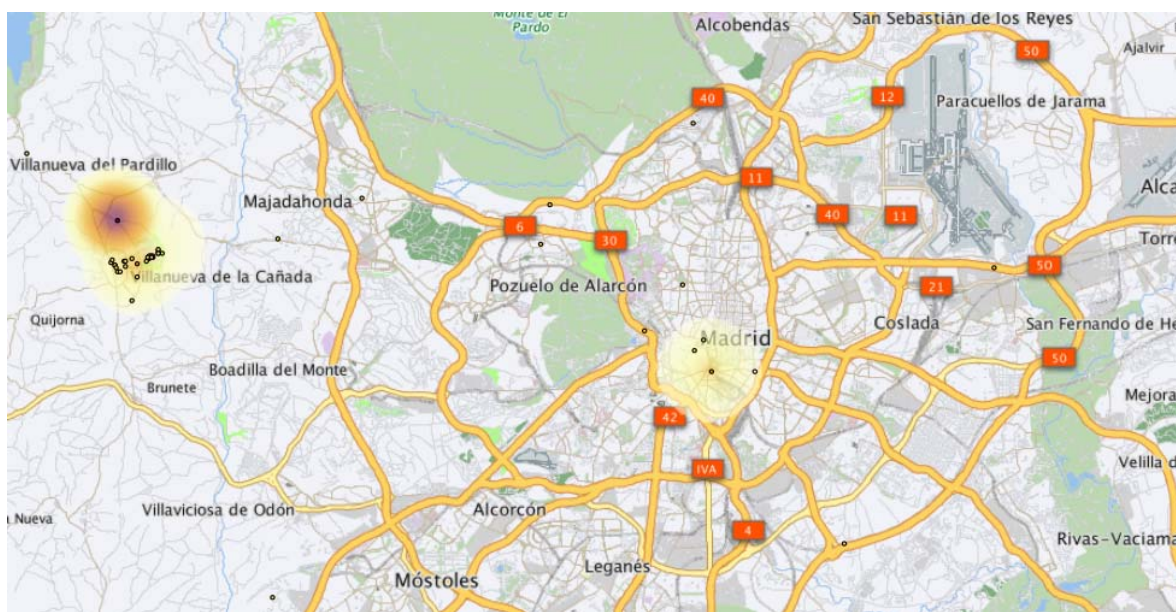 Monte de El
Pardo
Alcobendas
San Sebastián de los Reyes
50
Ajalvir
40
12
Paracuellos de Jarama
Villanueva del Pardillo
11
Majadahonda
6
30
40
11
Torre
50
Villanueva de la Cañada
Pozuelo de Alarcón
21
Quijorna
Madrid
Coslada
San Fernando de He
50
Boadilla del Monte
Brunete
Mejora
42
IVA
Velilla d
Villaviciosa de Odón
Alcorcón
a Nueva
4
Rivas-Vaciama
Leganés
Móstoles